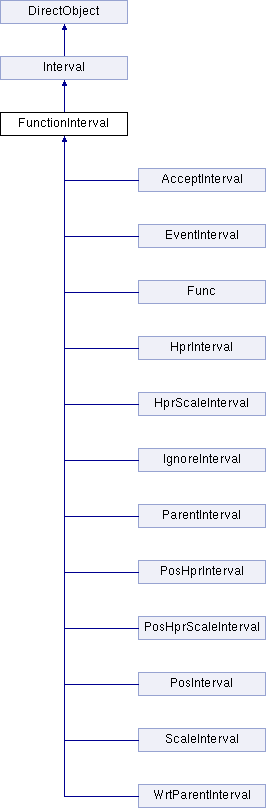 DirectObject
Interval
FunctionInterval
AcceptInterval
EventInterval
Func
HprInterval
HprScaleInterval
IgnoreInterval
ParentInterval
PosHprInterval
PosHprScaleInterval
PosInterval
ScaleInterval
WrtParentInterval